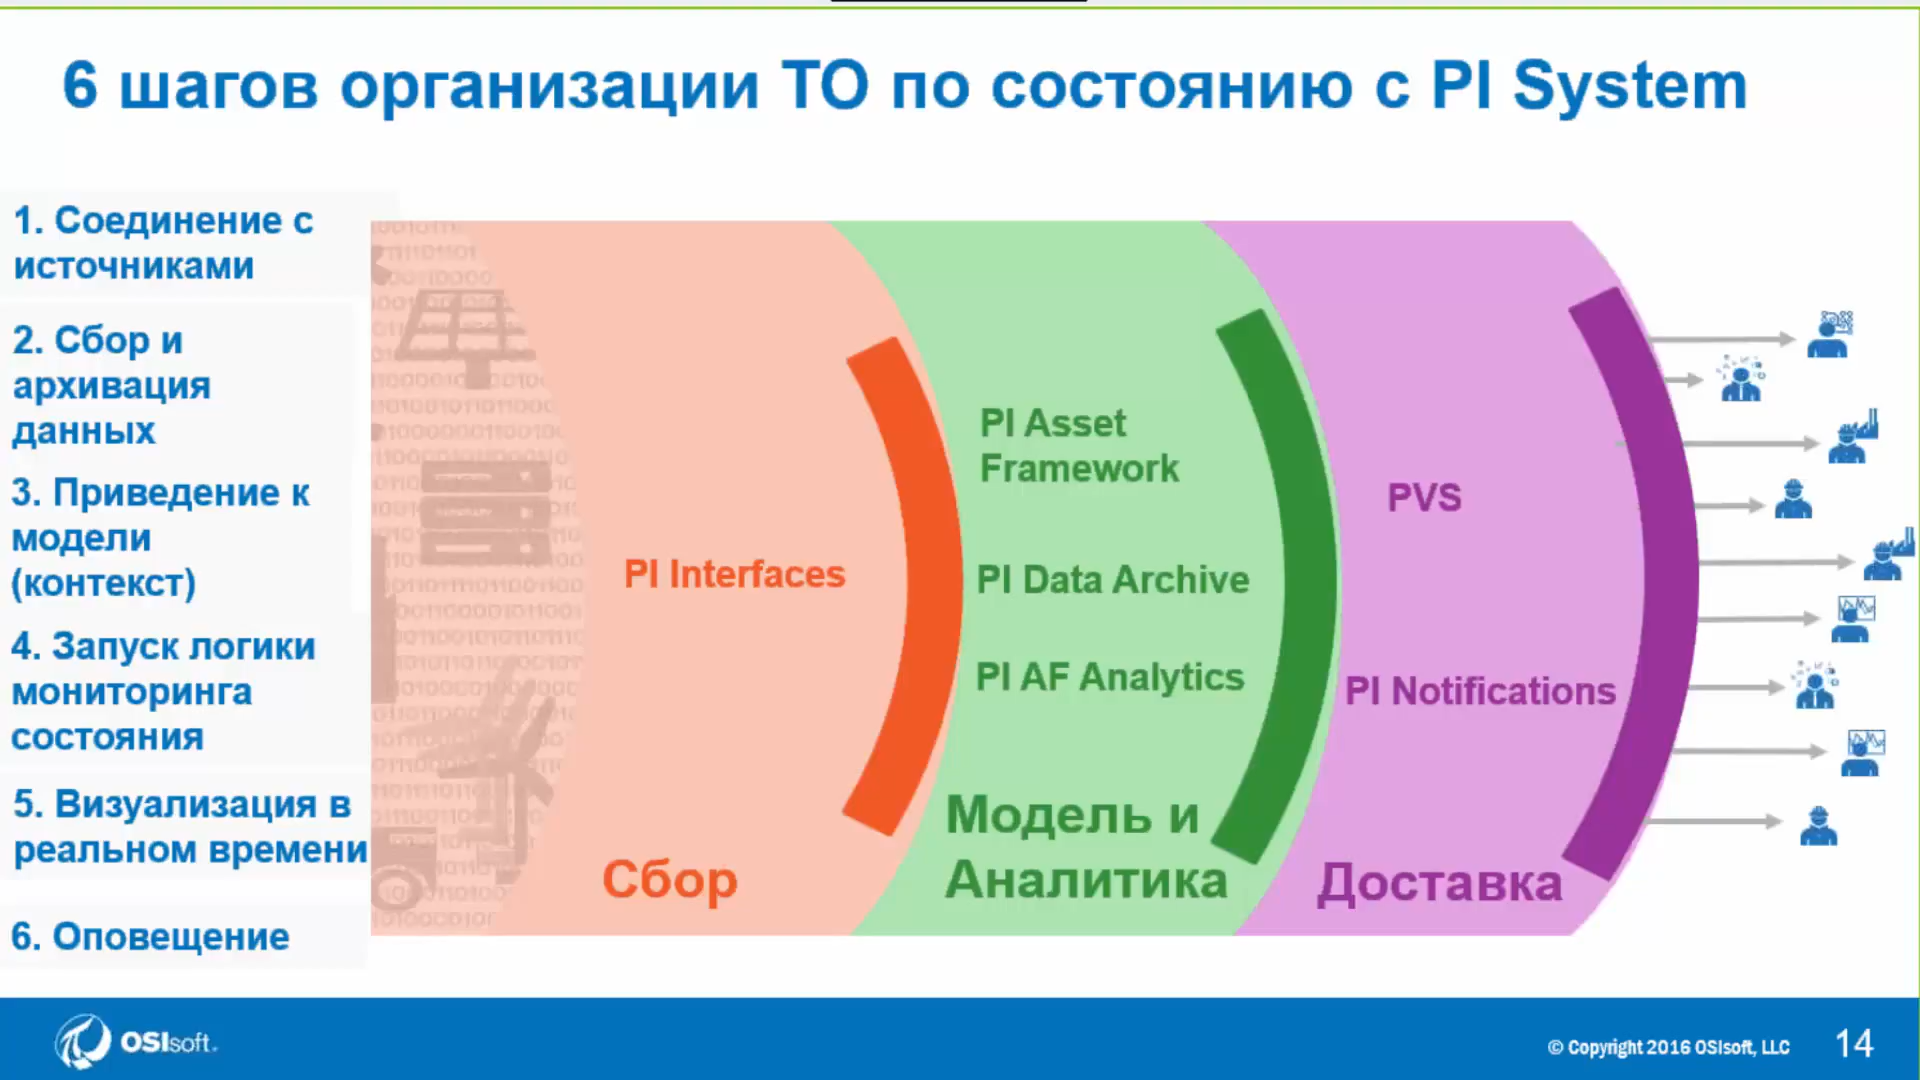 6 шагов организации ТО по состоянию с PI System
1. Соединение с
источниками
2. Сбор и
архивация
данных
3. Приведение к
модели
(контекст)
4. Запуск логики
мониторинга
состояния
5. Визуализация в
реальном времени
6. Оповещение
PI Interfaces
Сбор
PI Asset
Framework
PI Data Archive
PI AF Analytics
Модель и
Аналитика
PVS
PI Notifications
Доставка
OSIsoft.
© Copyright 2016 OSIsoft, LLC
14